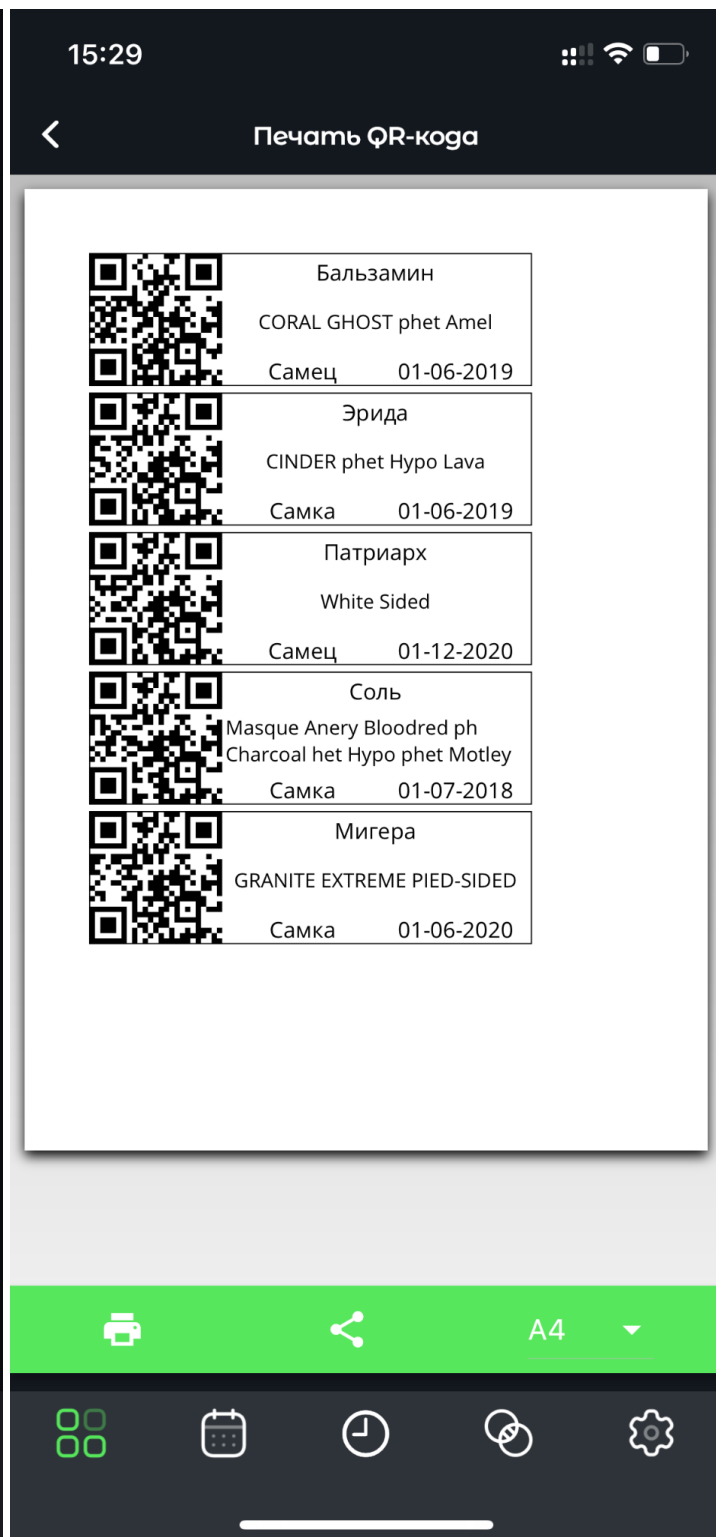 15:29
Печать QR-кода
Бальзамин
CORAL GHOST phet Amel
Самец 01-06-2019
Эрида
CINDER phet Hypo Lava
Самка 01-06-2019
Патриарх
White Sided
Самец 01-12-2020
Соль
Masque Anery Bloodred ph
Charcoal het Hypo phet Motley
Самка 01-07-2018
Мигера
GRANITE EXTREME PIED-SIDED
Самка 01-06-2020
A4